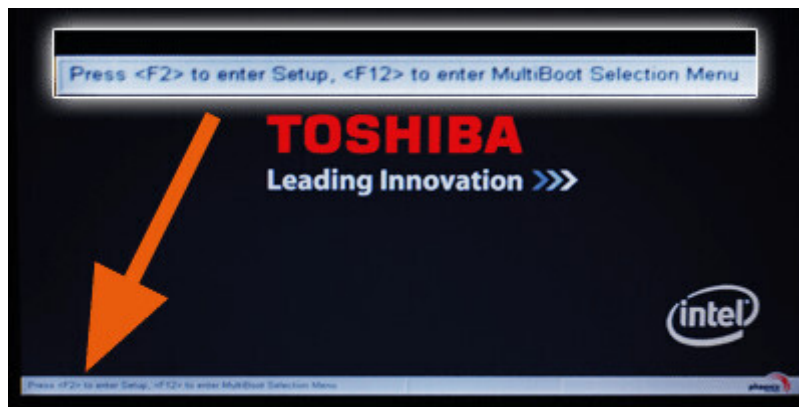 Press <F2> to enter Setup, <F12> to enter MultiBoot Selection Menu
TOSHIBA
Leading Innovation >>>
intel
Press <F2> to enter Setup, <F12> to enter MultiBoot Selection Menu
phoenix